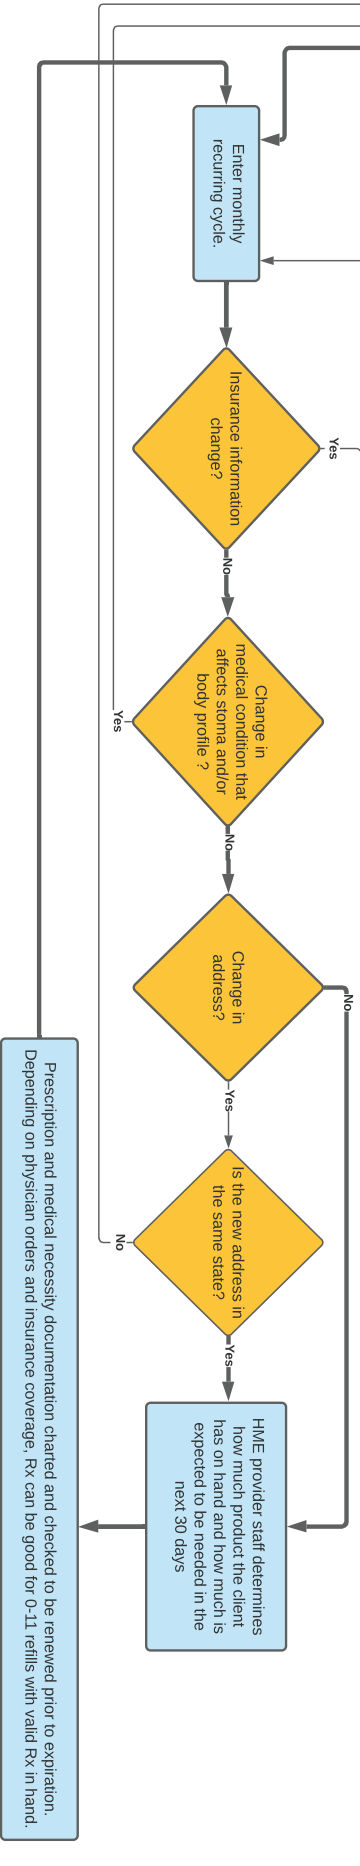 Enter monthly
recurring cycle.
Yes
Insurance information
change?
No
Change in
medical condition that
affects stoma and/or
body profile ?
Yes
No
Change in
address?
No
Yes
Is the new address in
the same state?
No
Yes
HME provider staff determines
how much product the client
has on hand and how much is
expected to be needed in the
next 30 days
Prescription and medical necessity documentation charted and checked to be renewed prior to expiration.
Depending on physician orders and insurance coverage, Rx can be good for 0-11 refills with valid Rx in hand.